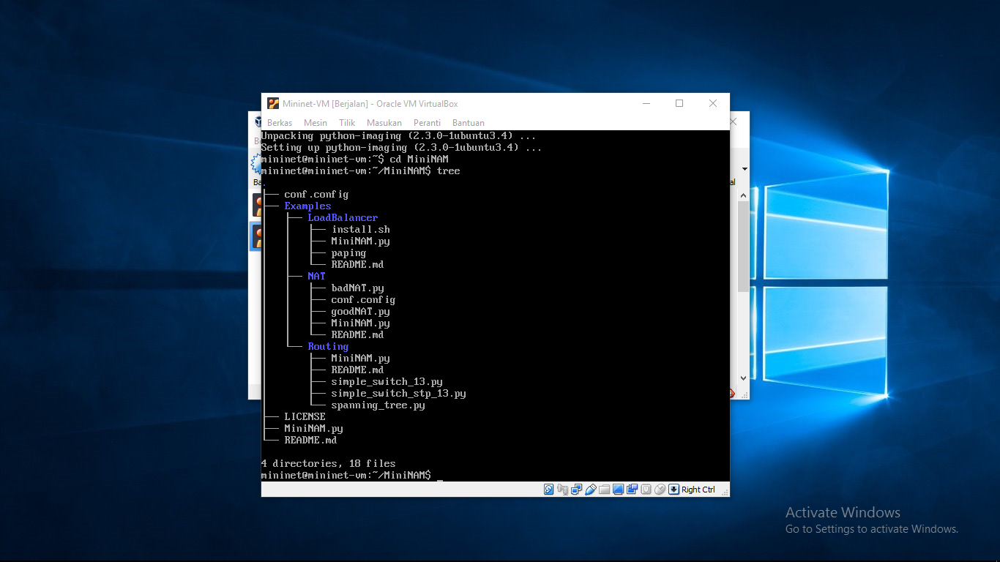 Mininet-VM [Berjalan] - Oracle VM VirtualBox
Berkas Mesin Tilik Masukan Peranti Bantuan
Unpacking python-imaging (2.3.0-1ubuntu3.4) ...
Setting up python-imaging (2.3.0-1ubuntu3.4) ...
mininet@mininet-vm:~$ cd MiniNAM
mininet@mininet-vm:~/MiniNAM$ tree
.
├── conf.config
├── Examples
│   ├── LoadBalancer
│   │   ├── install.sh
│   │   ├── MiniNAM.py
│   │   ├── paping
│   │   └── README.md
│   ├── NAT
│   │   ├── badNAT.py
│   │   ├── conf.config
│   │   ├── goodNAT.py
│   │   ├── MiniNAM.py
│   │   └── README.md
│   └── Routing
│       ├── MiniNAM.py
│       ├── README.md
│       ├── simple_switch_13.py
│       ├── simple_switch_stp_13.py
│       └── spanning_tree.py
├── LICENSE
├── MiniNAM.py
└── README.md
4 directories, 18 files
mininet@mininet-vm:~/MiniNAM$ _
Right Ctrl
Activate Windows
Go to Settings to activate Windows.